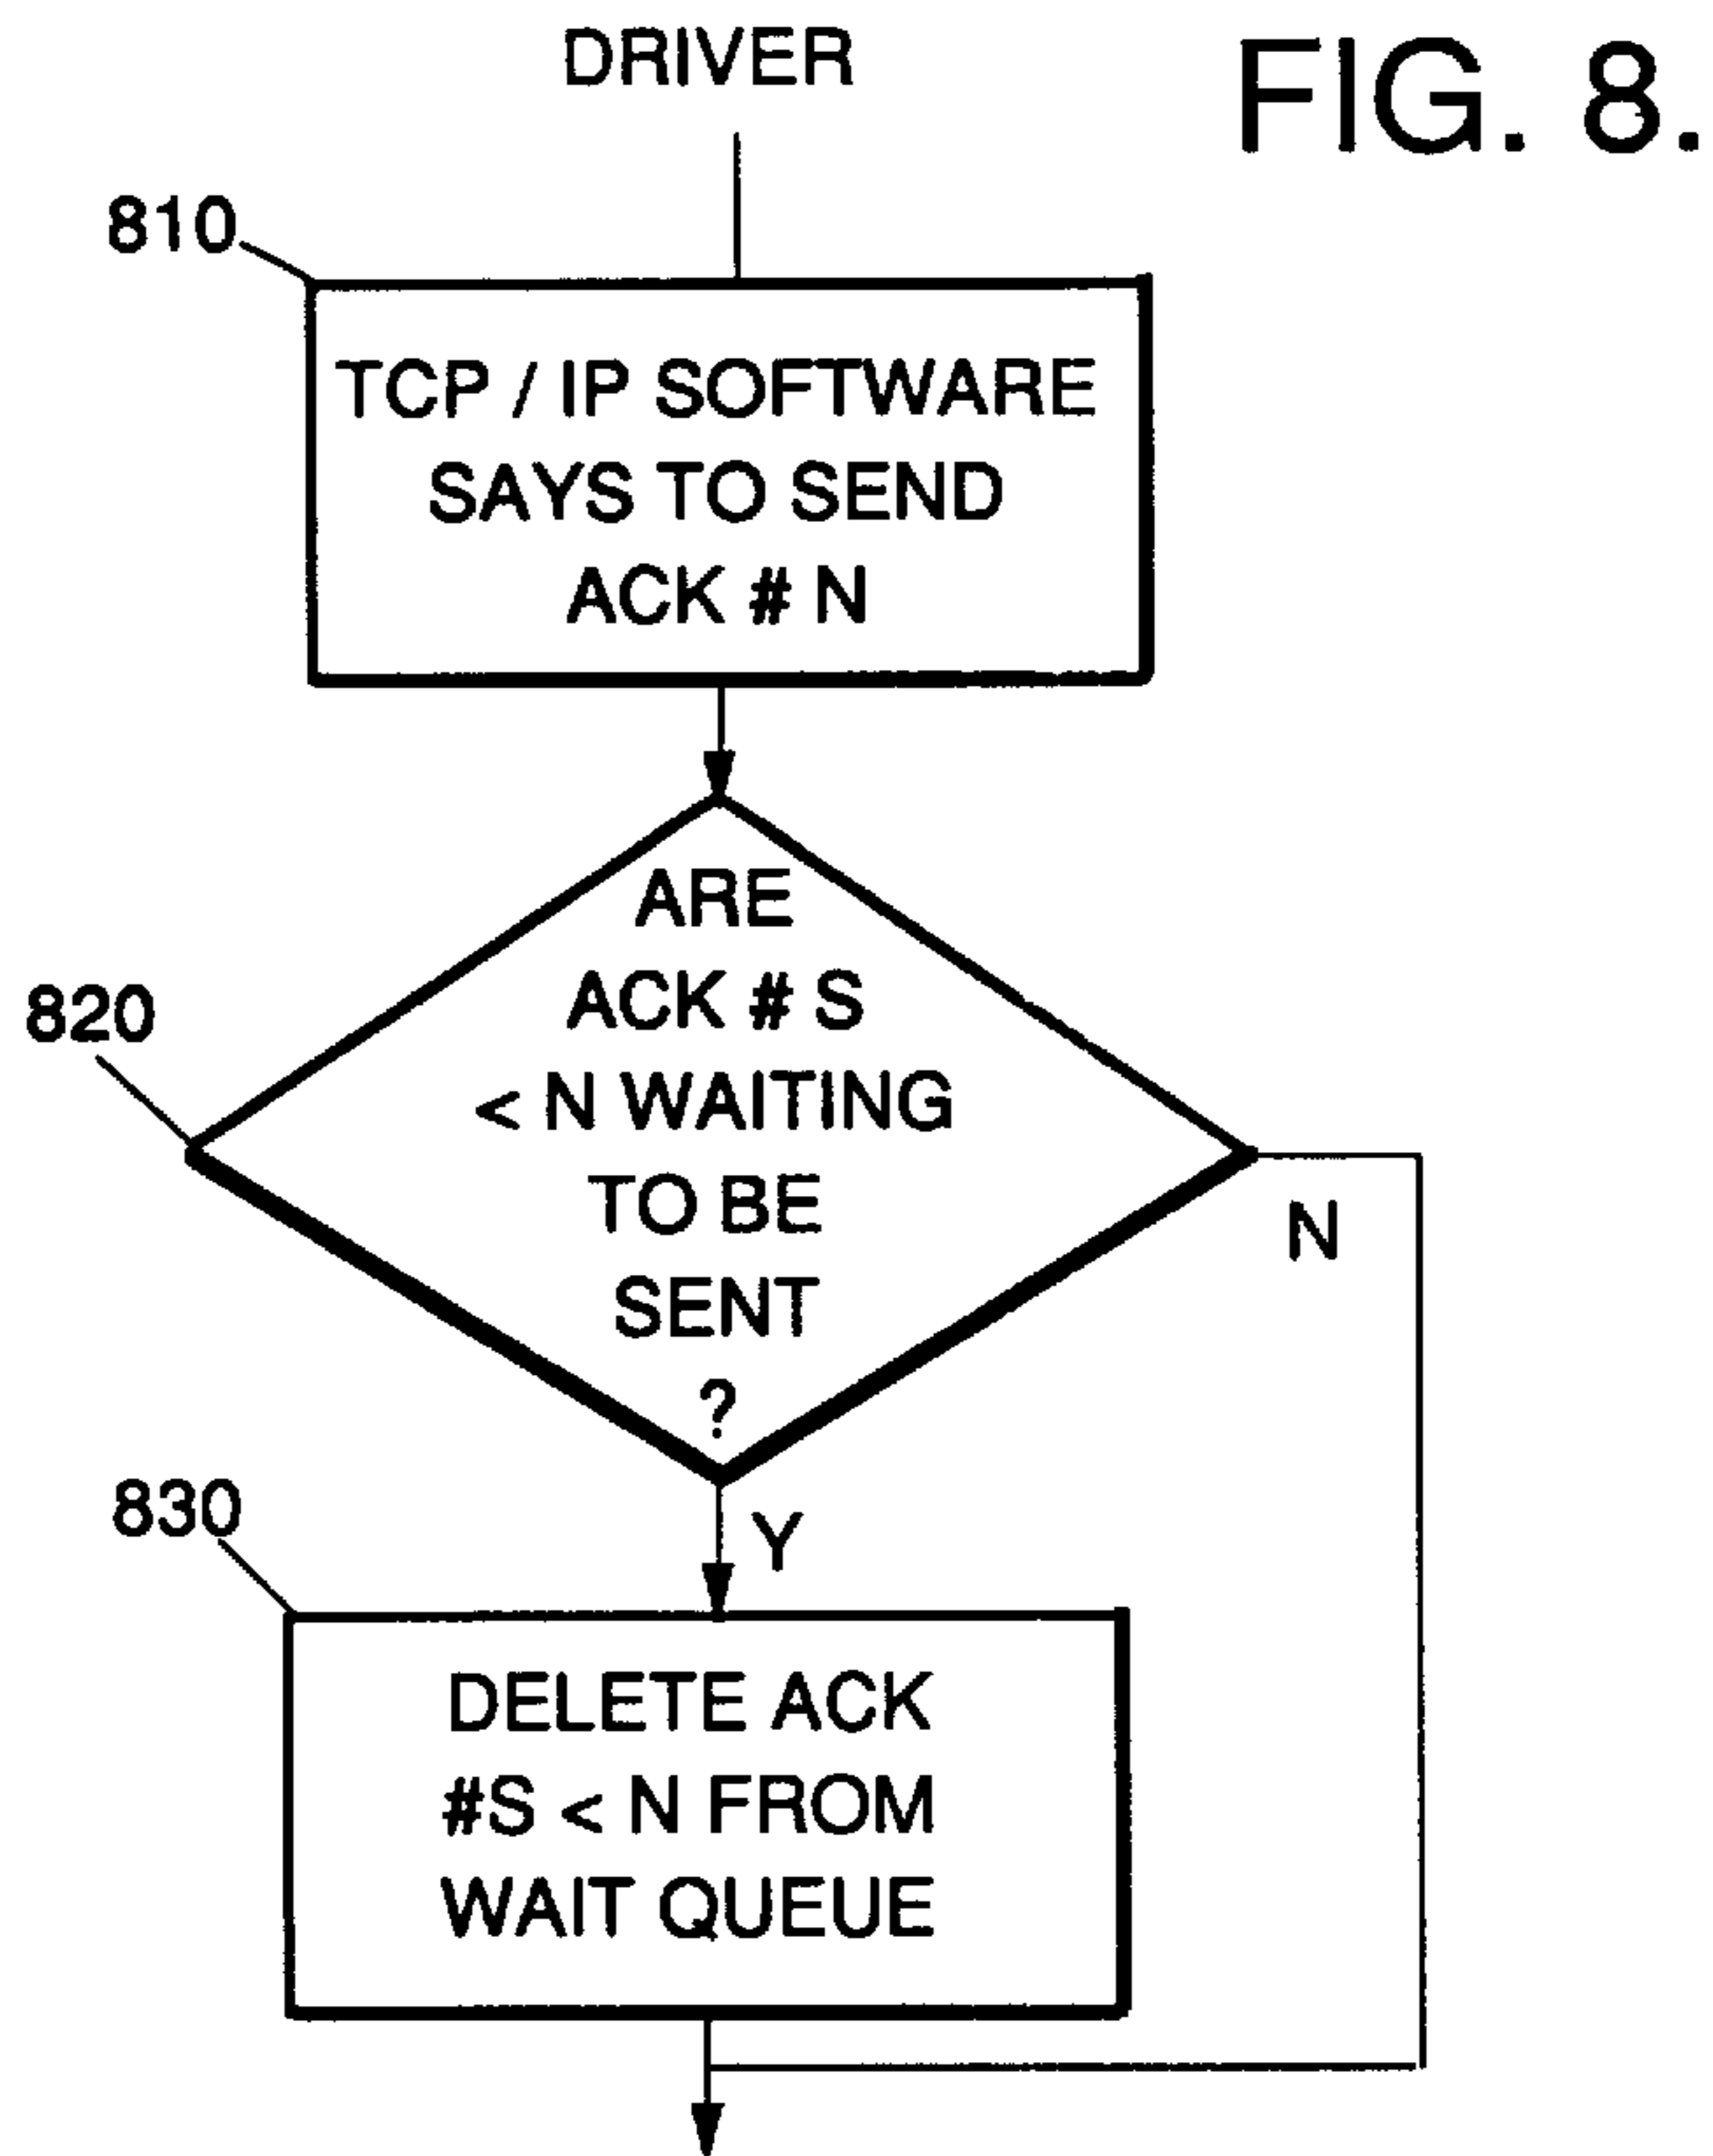 DRIVER
FIG. 8.
810
TCP / IP SOFTWARE
SAYS TO SEND
ACK # N
820
ARE
ACK # S
< N WAITING
TO BE
SENT
?
N
Y
830
DELETE ACK
#S < N FROM
WAIT QUEUE